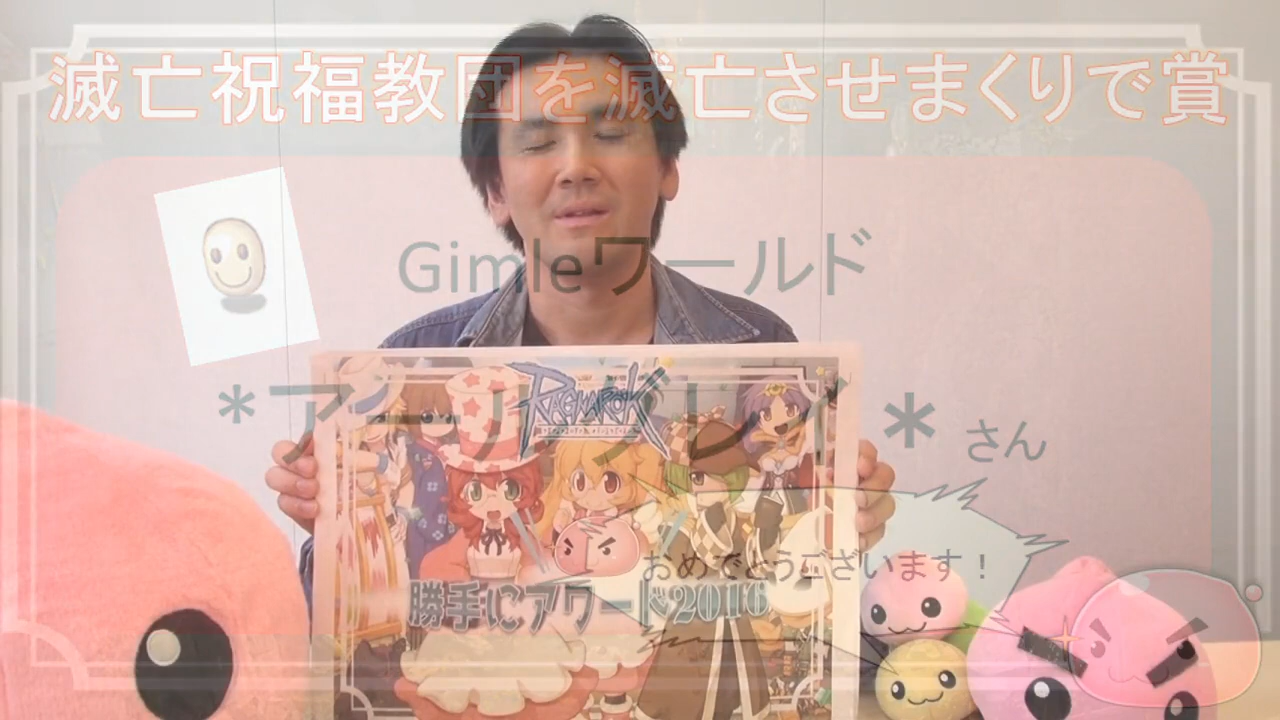 滅亡祝福教団を滅亡させまくりで賞
Gimleワールド
*アールグレイ* さん
RAGNAROK
おめでとうございます!
勝手にアワード2016